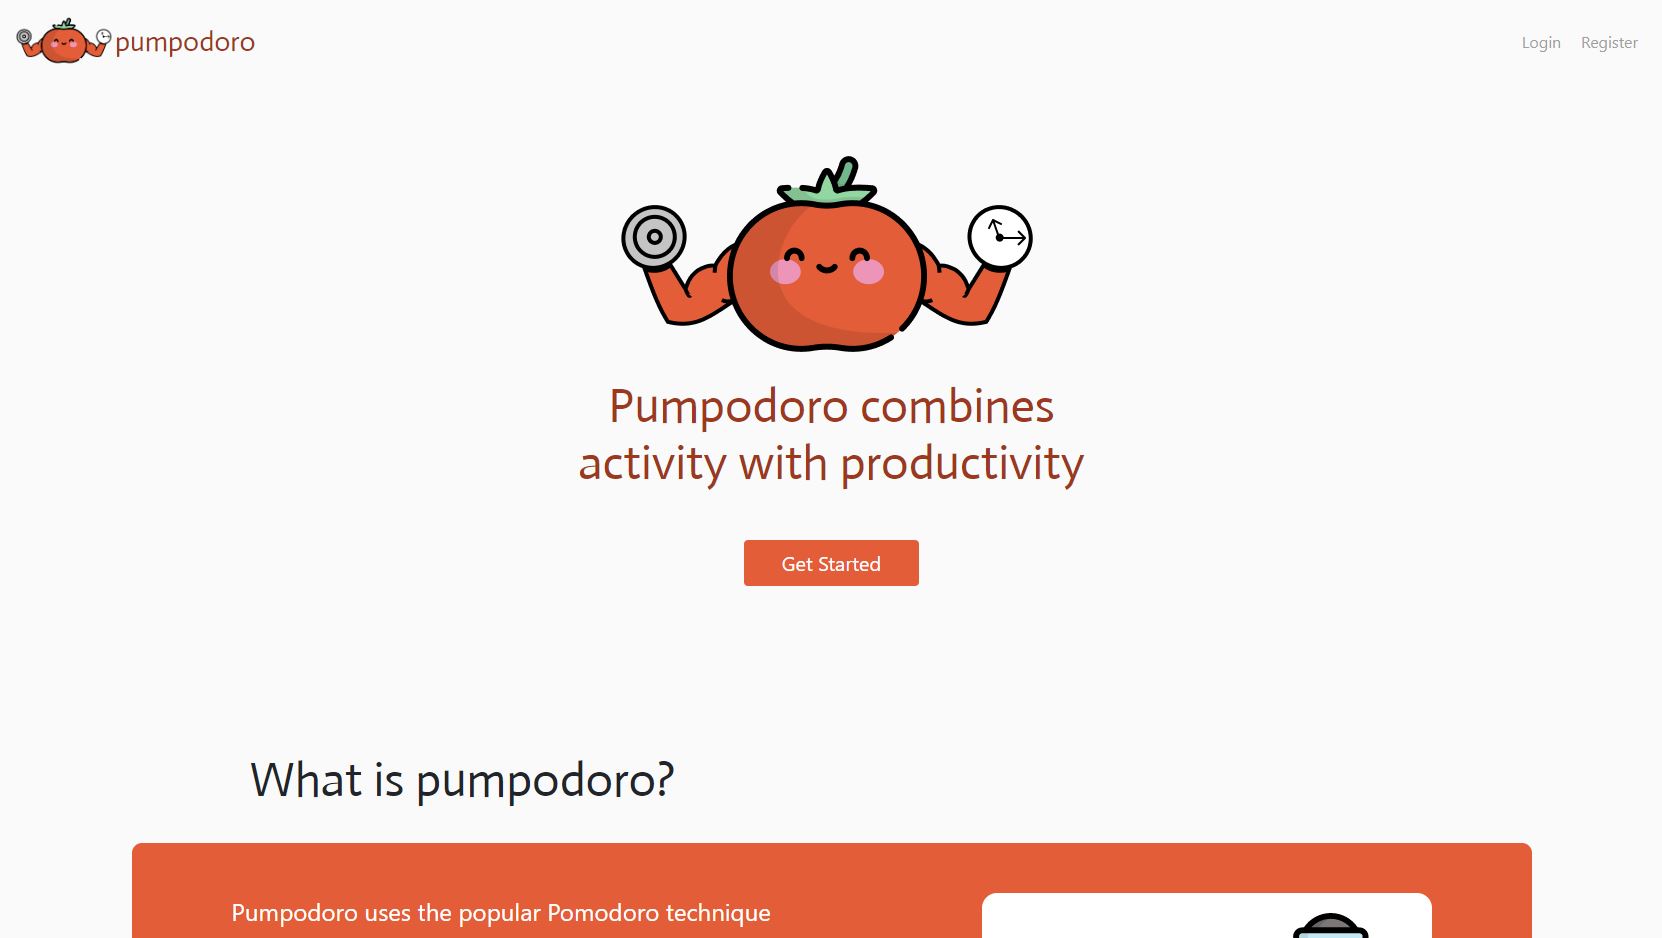 pumpodoro
Login
Register
Pumpodoro combines
activity with productivity
Get Started
What is pumpodoro?
Pumpodoro uses the popular Pomodoro technique